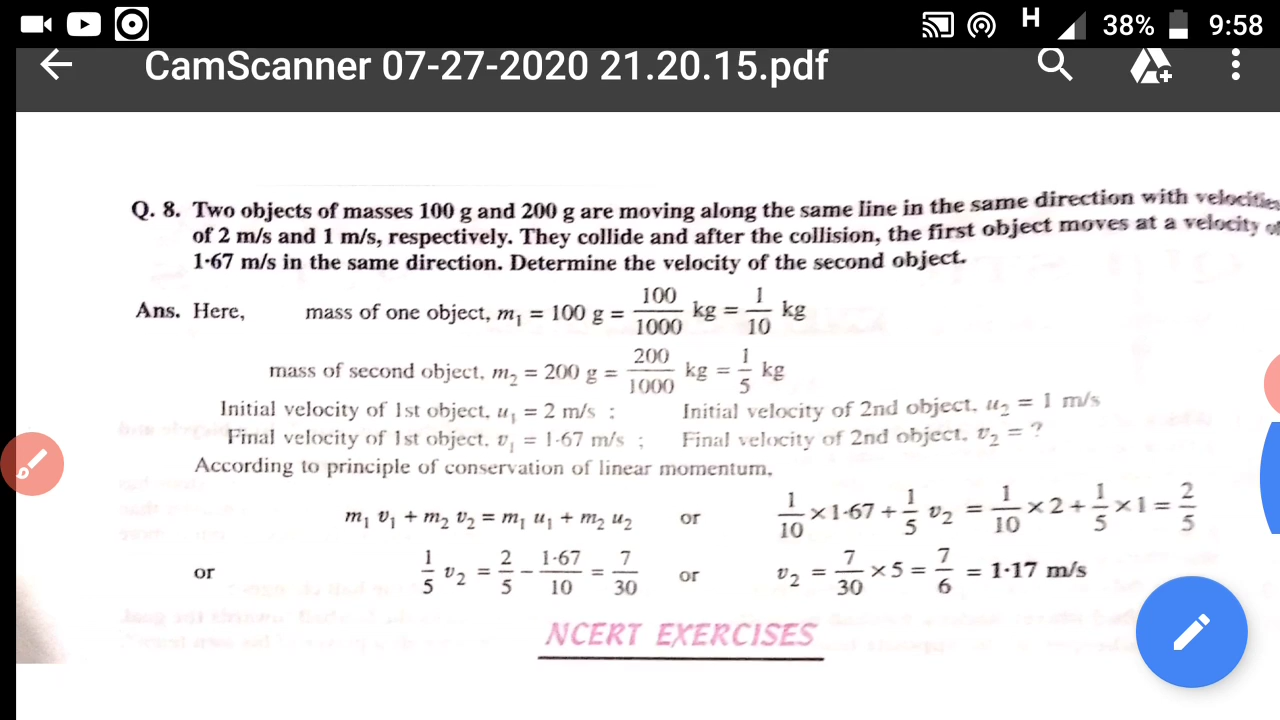 H 38% 9:58
CamScanner 07-27-2020 21.20.15.pdf
Q. 8. Two objects of masses 100 g and 200 g are moving along the same line in the same direction with velocities
of 2 m/s and 1 m/s, respectively. They collide and after the collision, the first object moves at a velocity of
1·67 m/s in the same direction. Determine the velocity of the second object.
Ans. Here, mass of one object, m₁ = 100 g = 100/1000 kg = 1/10 kg
mass of second object, m₂ = 200 g = 200/1000 kg = 1/5 kg
Initial velocity of 1st object, u₁ = 2 m/s ; Initial velocity of 2nd object, u₂ = 1 m/s
Final velocity of 1st object, v₁ = 1·67 m/s ; Final velocity of 2nd object, v₂ = ?
According to principle of conservation of linear momentum,
m₁ v₁ + m₂ v₂ = m₁ u₁ + m₂ u₂ or 1/10 × 1·67 + 1/5 v₂ = 1/10 × 2 + 1/5 × 1 = 2/5
or 1/5 v₂ = 2/5 − 1·67/10 = 7/30 or v₂ = 7/30 × 5 = 7/6 = 1·17 m/s
NCERT EXERCISES